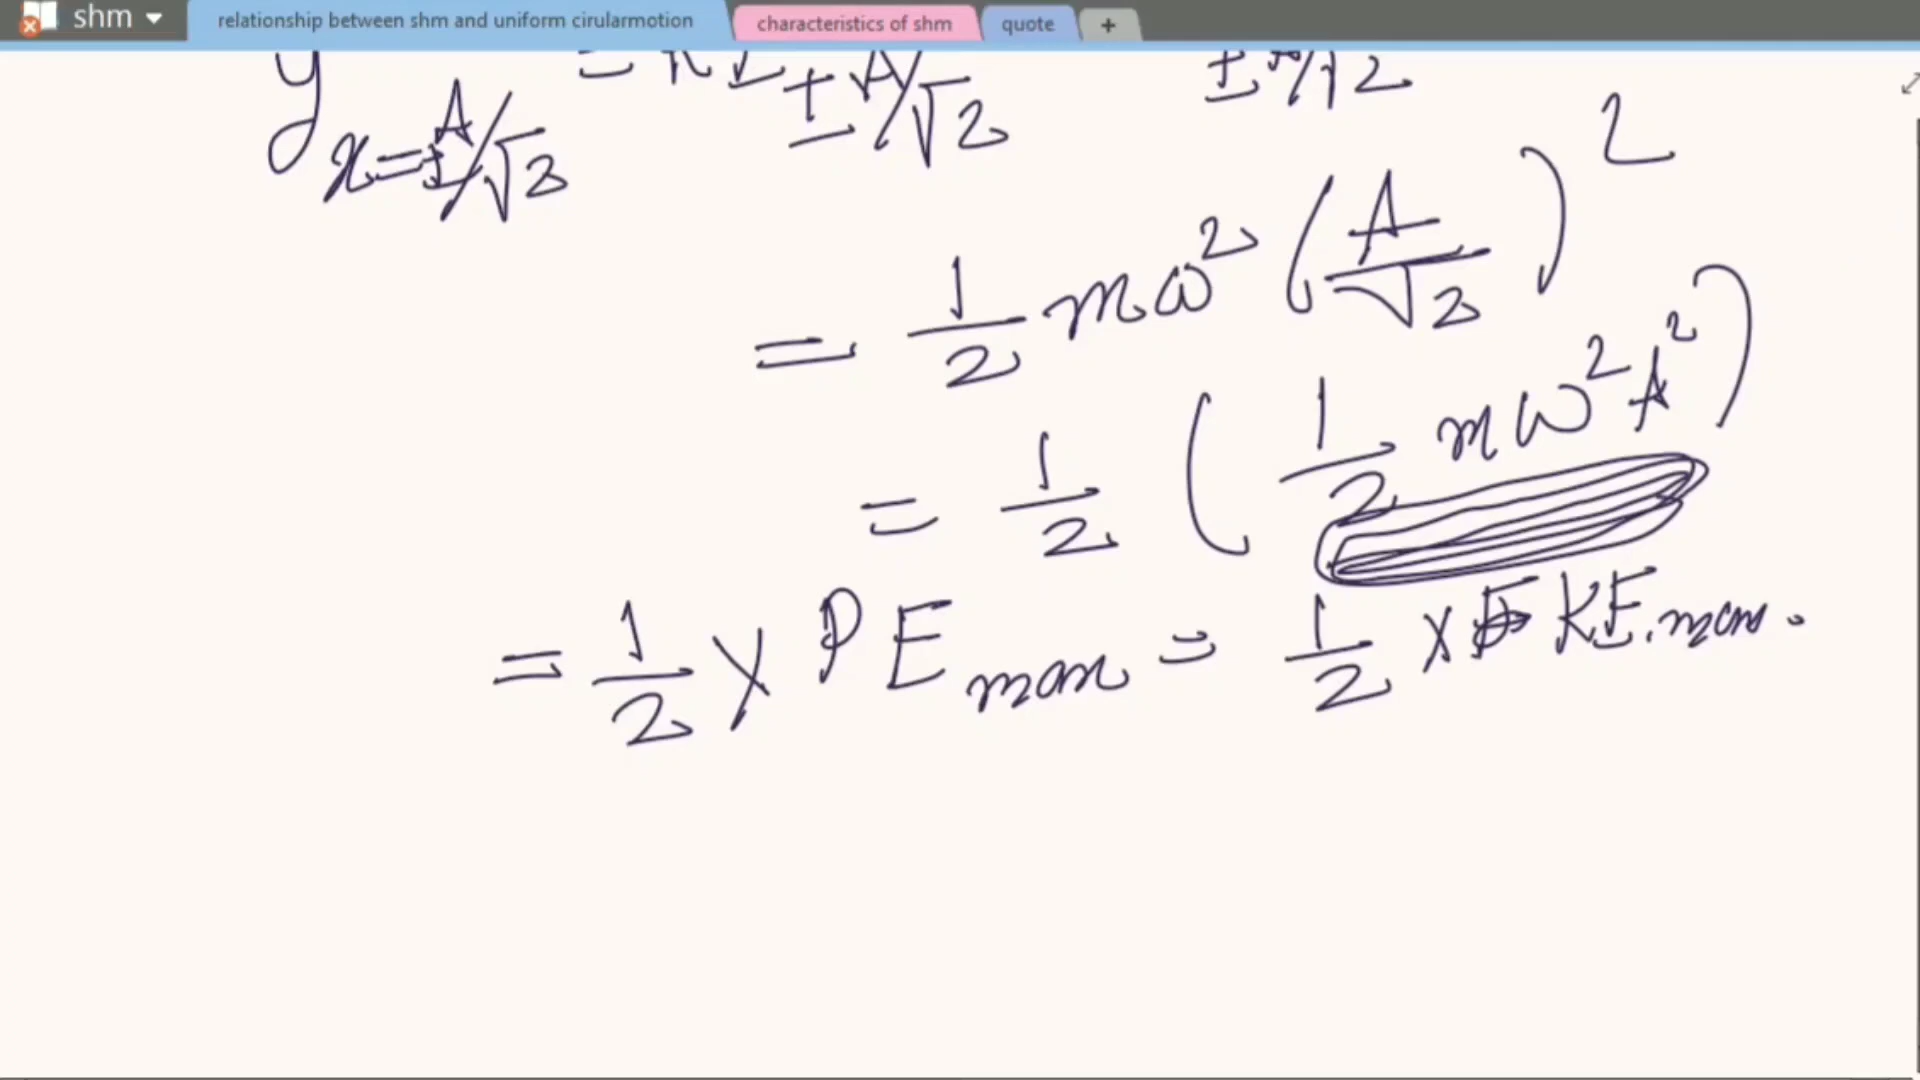 shm
relationship between shm and uniform cirularmotion
characteristics of shm
quote
+
y x=±A/√2 = KE ±A/√2 ±A/√2
= 1/2 mω² (A/√2)²
= 1/2 (1/2 mω²A²)
= 1/2 X PE max = 1/2 X KE.max.